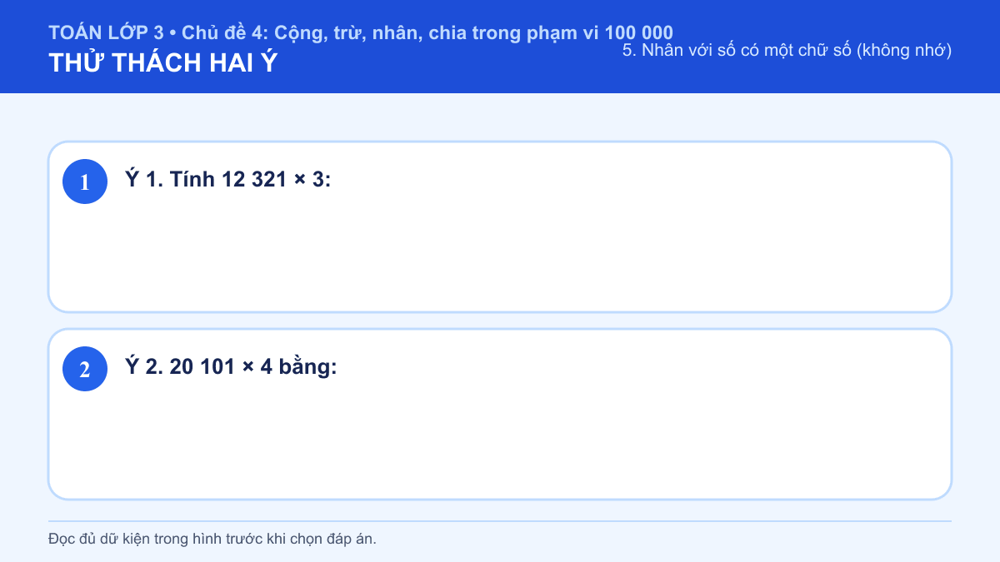 TOÁN LỚP 3 • Chủ đề 4: Cộng, trừ, nhân, chia trong phạm vi 100 000
THỬ THÁCH HAI Ý
5. Nhân với số có một chữ số (không nhớ)
1
Ý 1. Tính 12 321 × 3:
2
Ý 2. 20 101 × 4 bằng:
Đọc đủ dữ kiện trong hình trước khi chọn đáp án.